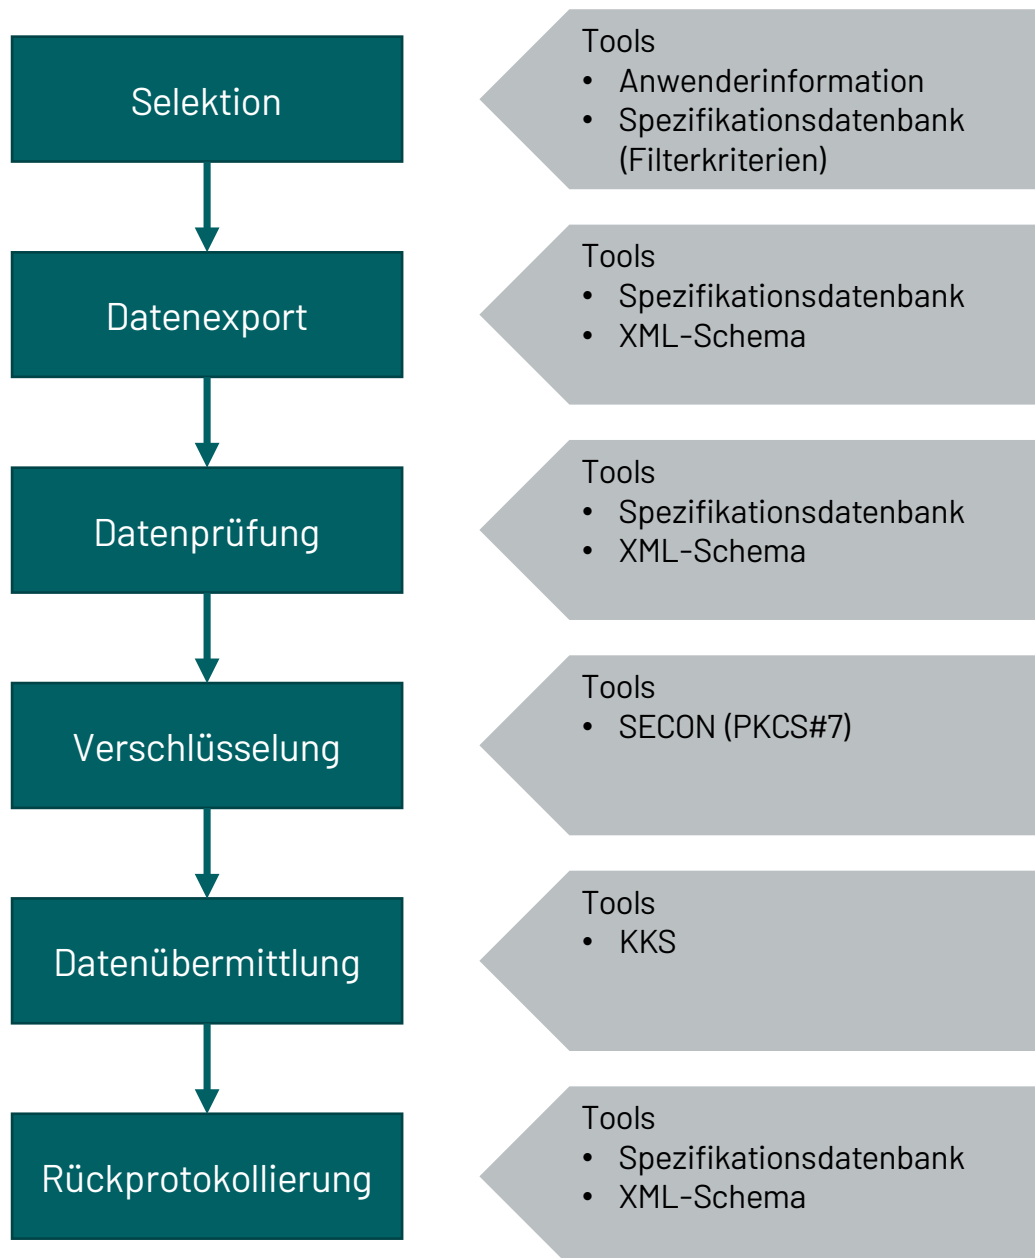 Selektion
Tools
• Anwenderinformation
• Spezifikationsdatenbank
(Filterkriterien)
Datenexport
Tools
• Spezifikationsdatenbank
• XML-Schema
Datenprüfung
Tools
• Spezifikationsdatenbank
• XML-Schema
Verschlüsselung
Tools
• SECON (PKCS#7)
Datenübermittlung
Tools
• KKS
Rückprotokollierung
Tools
• Spezifikationsdatenbank
• XML-Schema